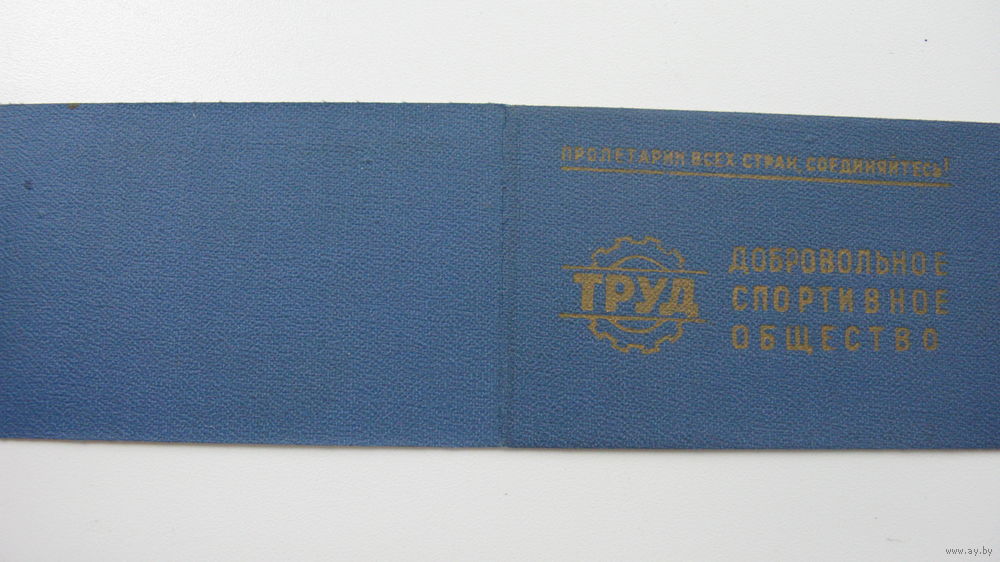 ПРОЛЕТАРИИ ВСЕХ СТРАН, СОЕДИНЯЙТЕСЬ!
ТРУД
ДОБРОВОЛЬНОЕ
СПОРТИВНОЕ
ОБЩЕСТВО
www.ay.by